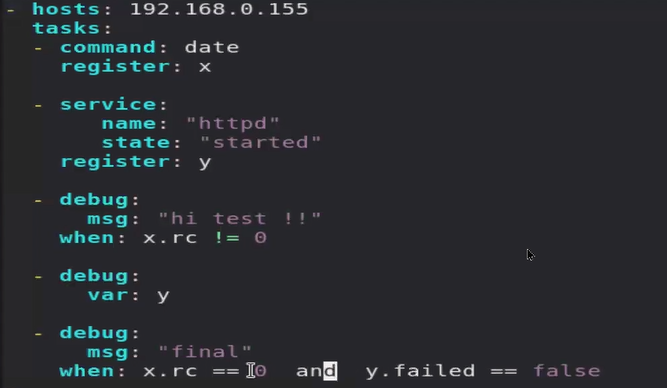 - hosts: 192.168.0.155
  tasks:
  - command: date
    register: x

  - service:
       name: "httpd"
       state: "started"
    register: y

  - debug:
      msg: "hi test !!"
    when: x.rc != 0

  - debug:
      var: y

  - debug:
      msg: "final"
    when: x.rc == 0  and  y.failed == false